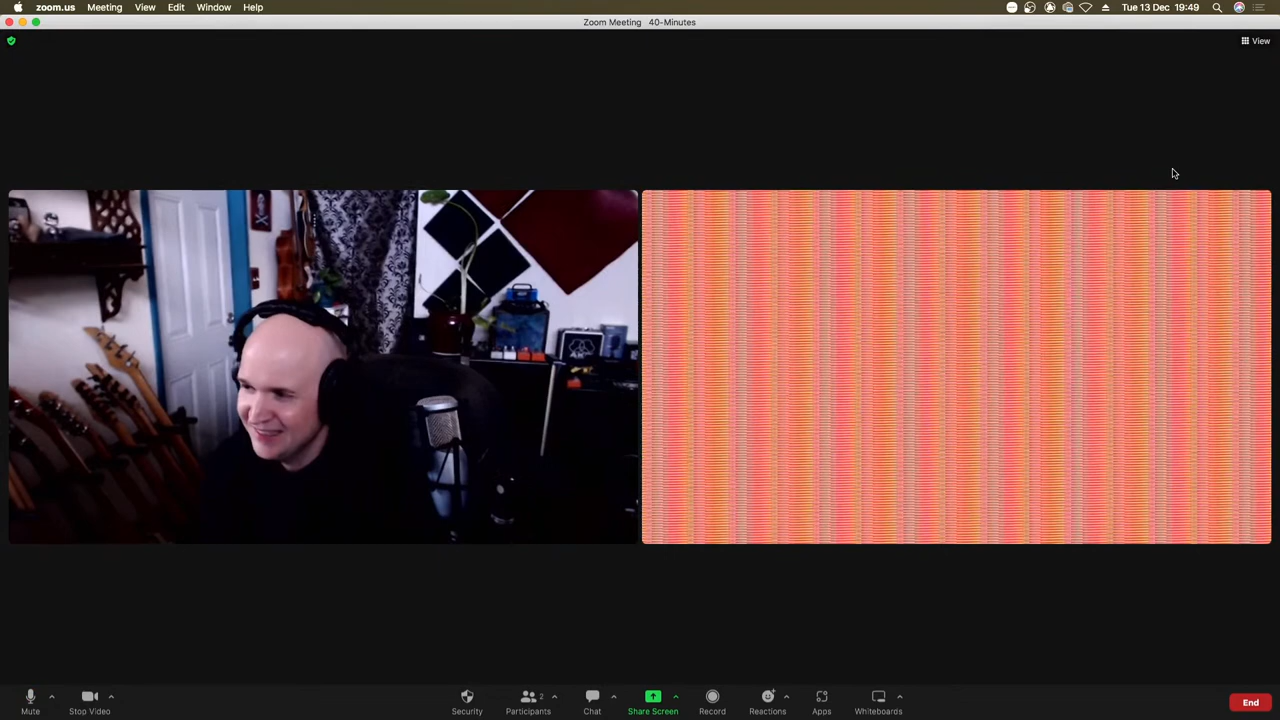 zoom.us Meeting View Edit Window Help Tue 13 Dec 19:49
Zoom Meeting 40-Minutes
View
Mute Stop Video Security Participants 2 Chat Share Screen Record Reactions Apps Whiteboards End